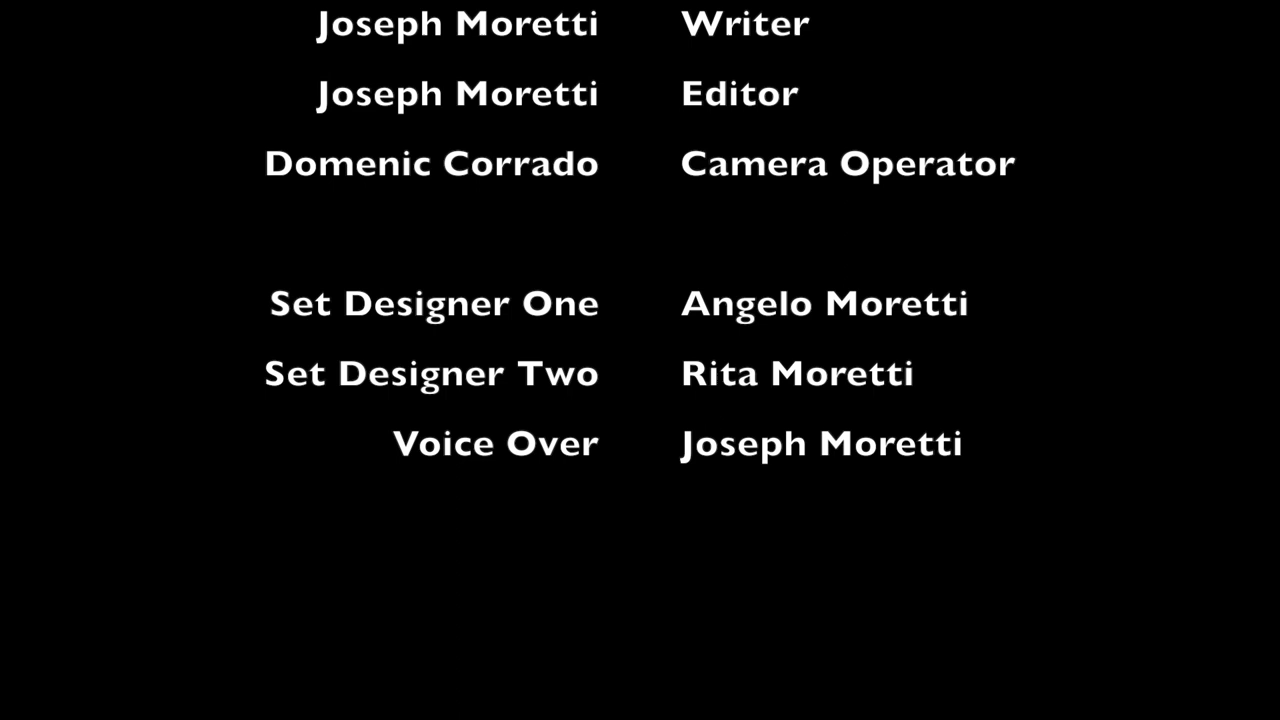 Joseph Moretti Writer
Joseph Moretti Editor
Domenic Corrado Camera Operator
Set Designer One Angelo Moretti
Set Designer Two Rita Moretti
Voice Over Joseph Moretti